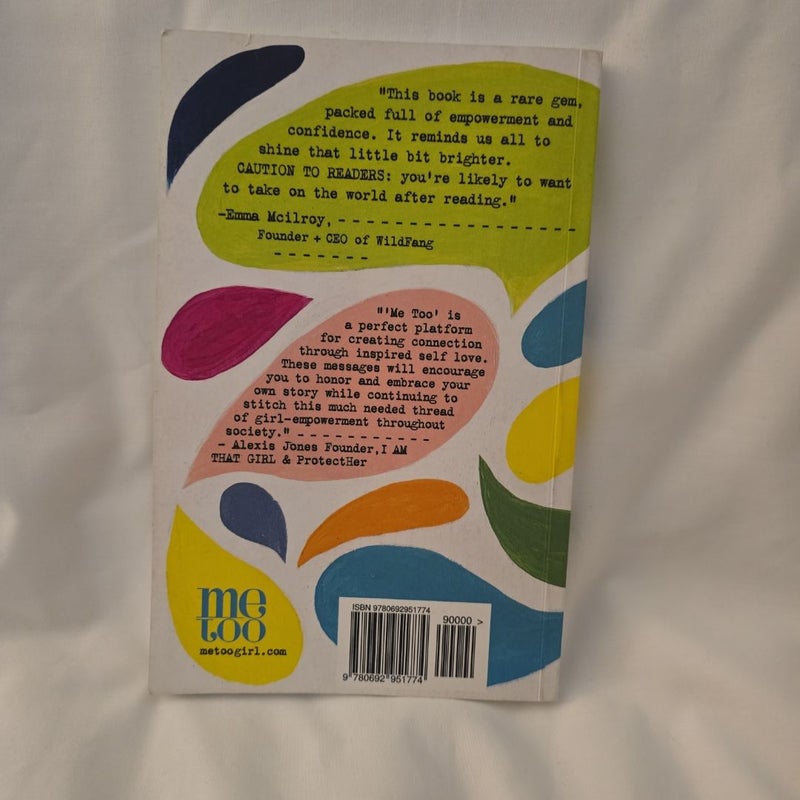 "This book is a rare gem,
packed full of empowerment and
confidence. It reminds us all to
shine that little bit brighter.
CAUTION TO READERS: you're likely to want
to take on the world after reading."
-Emma Mcilroy, - - - - - - - - - - - - - - - - - -
Founder + CEO of WildFang
- - - - - - -
"'Me Too' is
a perfect platform
for creating connection
through inspired self love.
These messages will encourage
you to honor and embrace your
own story while continuing to
stitch this much needed thread
of girl-empowerment throughout
society." - - - - - - - - - - -
- Alexis Jones Founder,I AM
THAT GIRL & ProtectHer
me
too
metoogirl.com
ISBN 9780692951774
90000 >
9 780692 951774